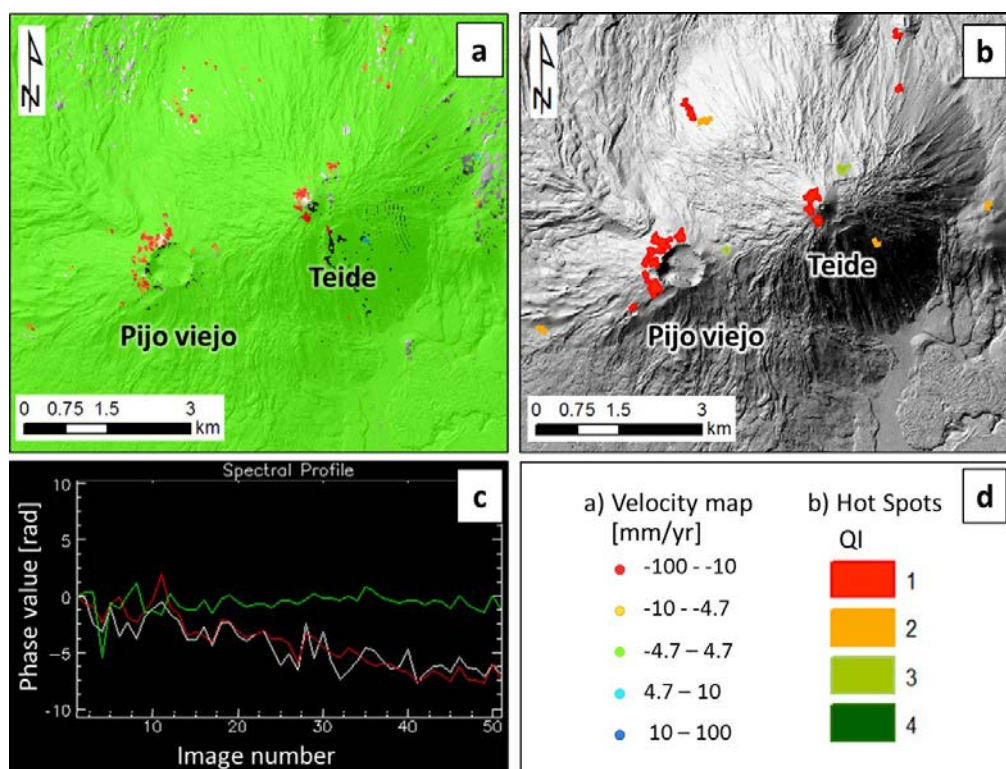 a
N
Teide
Pijo viejo
0 0.75 1.5 3
km
b
N
Teide
Pijo viejo
0 0.75 1.5 3
km
Spectral Profile
c
Phase value [rad]
10
5
0
-5
-10
10 20 30 40 50
Image number
d
a) Velocity map
[mm/yr]
-100 - -10
-10 - -4.7
-4.7 – 4.7
4.7 – 10
10 – 100
b) Hot Spots
QI
1
2
3
4